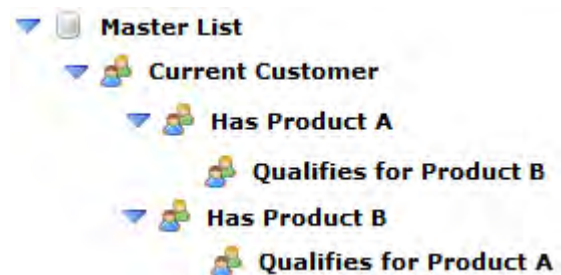 Master List
Current Customer
Has Product A
Qualifies for Product B
Has Product B
Qualifies for Product A